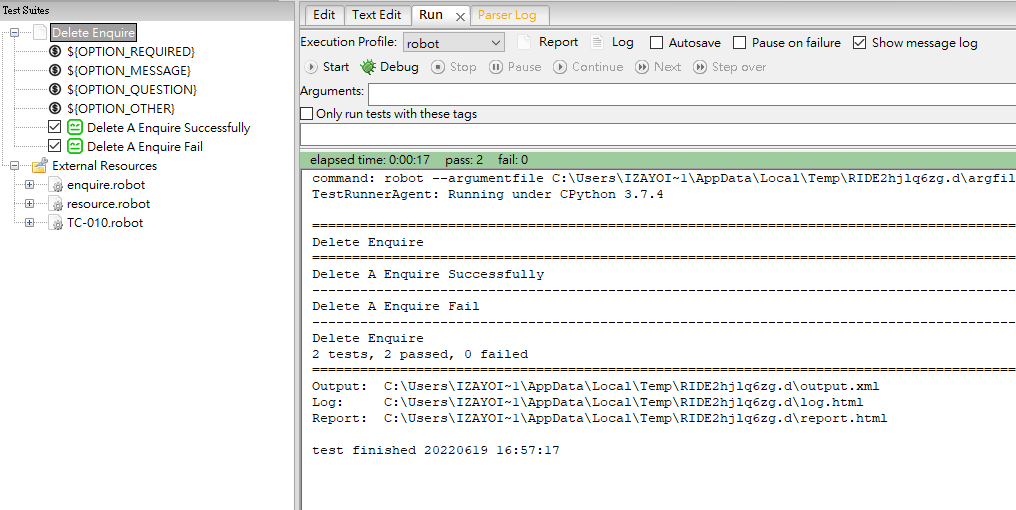 Test Suites
Delete Enquire
${OPTION_REQUIRED}
${OPTION_MESSAGE}
${OPTION_QUESTION}
${OPTION_OTHER}
Delete A Enquire Successfully
Delete A Enquire Fail
External Resources
enquire.robot
resource.robot
TC-010.robot
Edit Text Edit Run Parser Log
Execution Profile: robot Report Log Autosave Pause on failure Show message log
Start Debug Stop Pause Continue Next Step over
Arguments:
Only run tests with these tags
elapsed time: 0:00:17 pass: 2 fail: 0
command: robot --argumentfile C:\Users\IZAYOI~1\AppData\Local\Temp\RIDE2hjlq6zg.d\argfil
TestRunnerAgent: Running under CPython 3.7.4
==============================================================================
Delete Enquire
==============================================================================
Delete A Enquire Successfully
------------------------------------------------------------------------------
Delete A Enquire Fail
------------------------------------------------------------------------------
Delete Enquire
2 tests, 2 passed, 0 failed
==============================================================================
Output: C:\Users\IZAYOI~1\AppData\Local\Temp\RIDE2hjlq6zg.d\output.xml
Log: C:\Users\IZAYOI~1\AppData\Local\Temp\RIDE2hjlq6zg.d\log.html
Report: C:\Users\IZAYOI~1\AppData\Local\Temp\RIDE2hjlq6zg.d\report.html
test finished 20220619 16:57:17